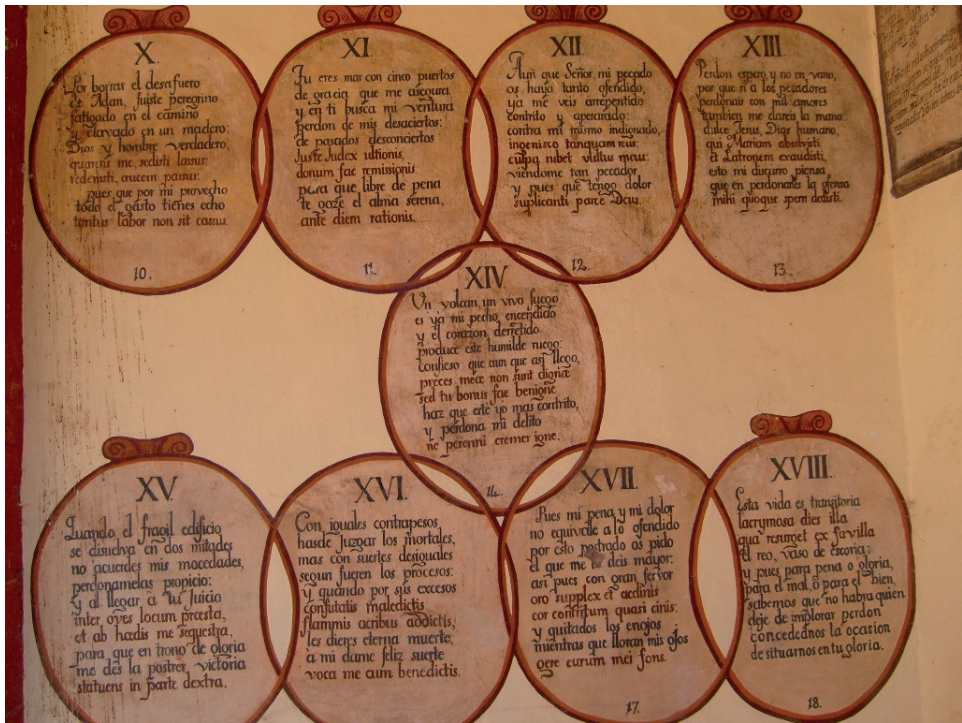 X.
Por borrar el desafuero
de Adan, fuiste peregrino
fatigado en el camino
y clavado en un madero:
Dios y hombre verdadero,
quaerens me, sedisti lassus:
redemisti, crucem passus:
pues que por mi provecho
todo el gasto tienes echo
tantus labor non sit cassus.
10.
XI
Tu eres mar con cinco puertos
de gracia, que me asegura
y en ti busca mi ventura
perdon de mis desaciertos:
de pasados desconciertos
Juste Judex ultionis,
donum fac remissionis
para que libre de pena
te goze el alma serena,
ante diem rationis.
11.
XII
Aun que Señor, mi pecado
os haya tanto ofendido,
ya me veis arrepentido
contrito y apesarado:
contra mi mismo indignado,
ingemisco tanquam reus:
culpa rubet vultus meus:
viendome tan pecador,
y pues que tengo dolor
suplicanti parce Deus.
12.
XIII.
Perdon espero, y no en vano,
por que si a los pecadores
perdonais con mil amores
tambien me dareis la mano:
dulce Jesus, Dios humano,
qui Mariam absolvisti
et Latronem exaudisti,
esto mi discurso piensa
que en perdonarles la ofensa
mihi quoque spem dedisti.
13.
XIV.
Un volcan, un vivo fuego
es ya mi pecho, encendido
y el corazon derretido
produce este humilde ruego:
confieso que aun que asi llego,
preces meæ non sunt dignæ
sed tu bonus fac benigne
haz que esté yo mas contrito,
y perdona mi delito
ne perenni cremer igne.
14.
XV.
Quando el fragil edificio
se disuelva en dos mitades
no acuerdes mis mocedades,
perdonamelas propicio:
y al llegar à tu juicio
inter oves locum præsta,
et ab hædis me sequestra,
para que en trono de gloria
me des la postrer victoria
statuens in parte dextra.
XVI.
Con iguales contrapesos,
hasde juzgar los mortales,
mas con suertes desiguales
segun fueren los procesos:
y quando por sus excesos
confutatis maledictis
flammis acribus addictis,
les dieres eterna muerte,
à mi dame feliz suerte
voca me cum benedictis.
XVII.
Pues mi pena y mi dolor
no equivale a lo ofendido
por esto postrado os pido
el que me le deis mayor:
asi pues con gran fervor
oro supplex et aclinis
cor contritum quasi cinis:
y quitados los enojos
mientras que lloran mis ojos
gere curum mei finis.
17.
XVIII.
Esta vida es transitoria
lacrymosa dies illa
qua resurget ex favilla
el reo, vaso de escoria:
y pues para pena o gloria,
para el mal, ò para el bien,
sabemos que no habra quien
deje de implorar perdon
concedednos la ocasion
de situarnos en tu gloria.
18.